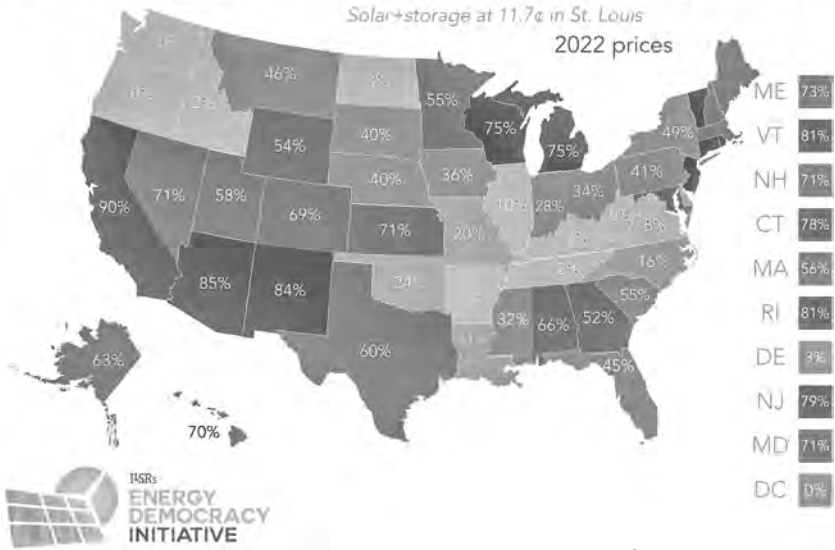 Solar+storage at 11.7¢ in St. Louis
2022 prices
46%
55%
75%
75%
49%
54%
40%
40%
36%
34%
41%
28%
10%
90%
71%
58%
69%
71%
20%
8%
16%
85%
84%
24%
55%
32%
66%
52%
60%
45%
63%
70%
ME 73%
VT 81%
NH 71%
CT 78%
MA 56%
RI 81%
DE 3%
NJ 79%
MD 71%
DC 0%
ILSR's
ENERGY
DEMOCRACY
INITIATIVE